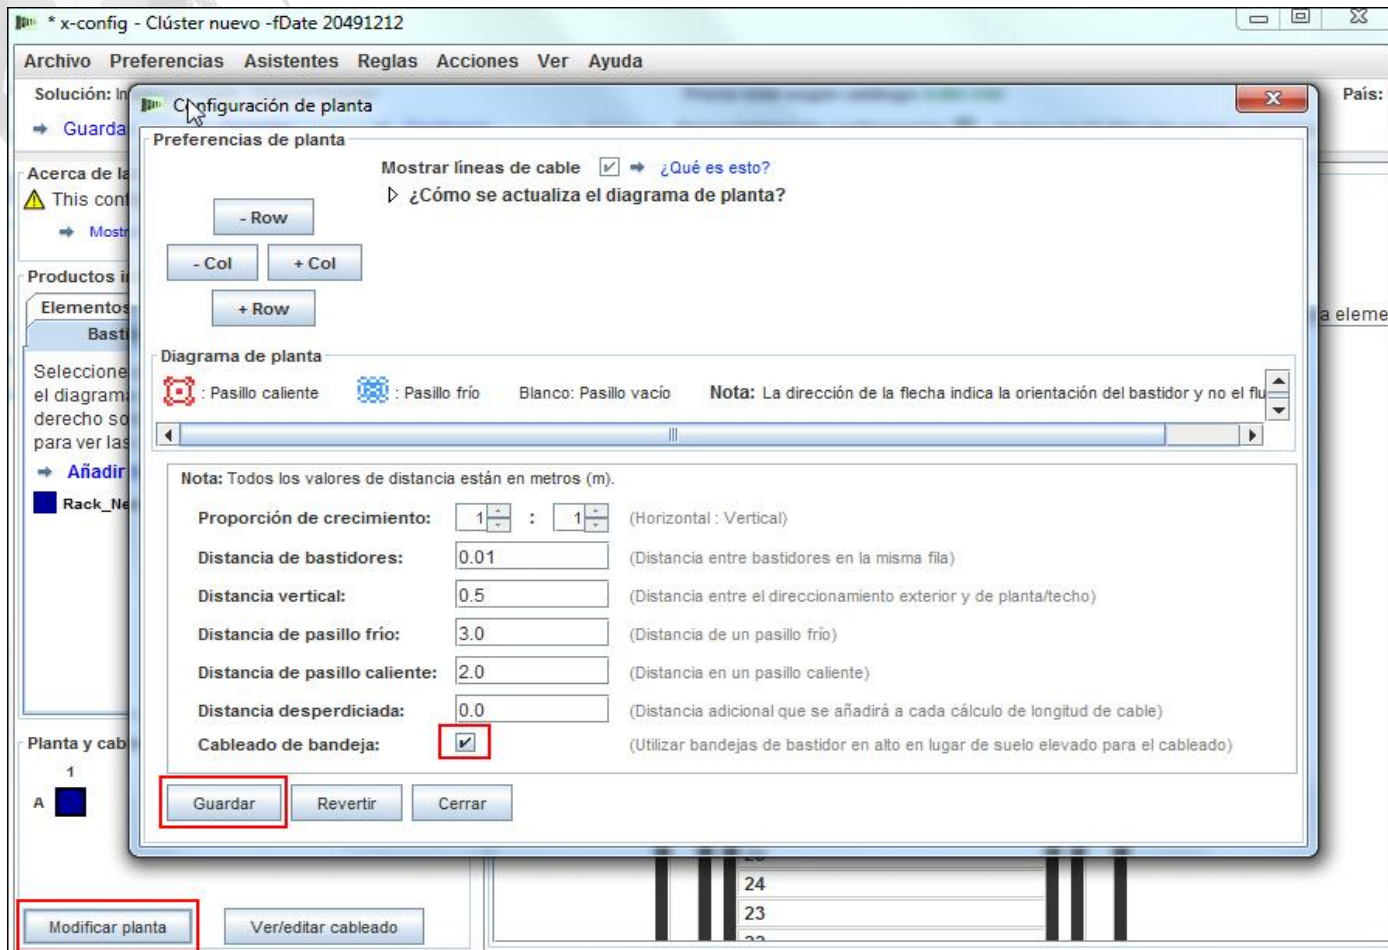 * x-config - Clúster nuevo -fDate 20491212
Archivo Preferencias Asistentes Reglas Acciones Ver Ayuda
Solución: In
País:
Guarda
Configuración de planta
Preferencias de planta
Mostrar líneas de cable ¿Qué es esto?
¿Cómo se actualiza el diagrama de planta?
- Row
- Col + Col
+ Row
Acerca de la
This conf
Mostr
Productos in
Elementos
Basti
Seleccione
el diagrama
derecho so
para ver las
Añadir
Rack_Ne
a eleme
Diagrama de planta
: Pasillo caliente : Pasillo frío Blanco: Pasillo vacío Nota: La dirección de la flecha indica la orientación del bastidor y no el flu
Nota: Todos los valores de distancia están en metros (m).
Proporción de crecimiento: 1 : 1 (Horizontal : Vertical)
Distancia de bastidores: 0.01 (Distancia entre bastidores en la misma fila)
Distancia vertical: 0.5 (Distancia entre el direccionamiento exterior y de planta/techo)
Distancia de pasillo frío: 3.0 (Distancia de un pasillo frío)
Distancia de pasillo caliente: 2.0 (Distancia en un pasillo caliente)
Distancia desperdiciada: 0.0 (Distancia adicional que se añadirá a cada cálculo de longitud de cable)
Cableado de bandeja: (Utilizar bandejas de bastidor en alto en lugar de suelo elevado para el cableado)
Guardar Revertir Cerrar
Planta y cab
1
A
24
23
Modificar planta Ver/editar cableado